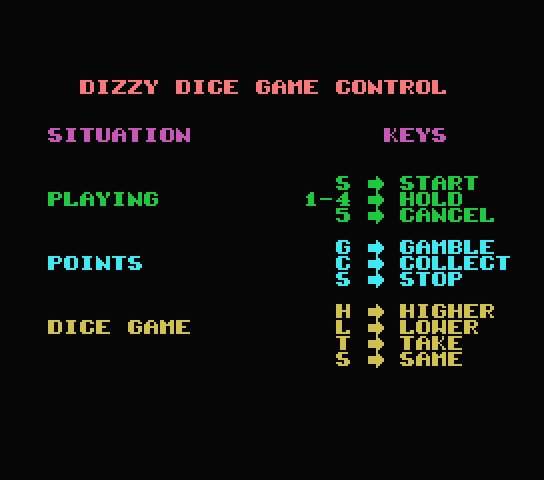 DIZZY DICE GAME CONTROL
SITUATION KEYS
S ➡ START
PLAYING 1-4 ➡ HOLD
5 ➡ CANCEL
G ➡ GAMBLE
POINTS C ➡ COLLECT
S ➡ STOP
H ➡ HIGHER
DICE GAME L ➡ LOWER
T ➡ TAKE
S ➡ SAME